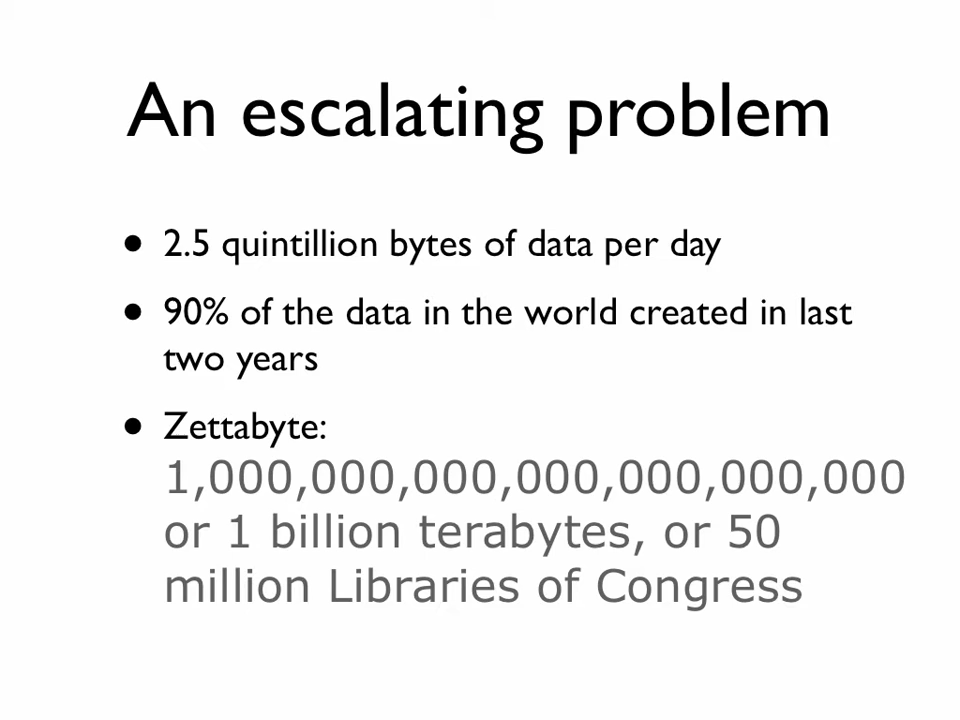 An escalating problem
• 2.5 quintillion bytes of data per day
• 90% of the data in the world created in last
two years
• Zettabyte:
1,000,000,000,000,000,000,000
or 1 billion terabytes, or 50
million Libraries of Congress